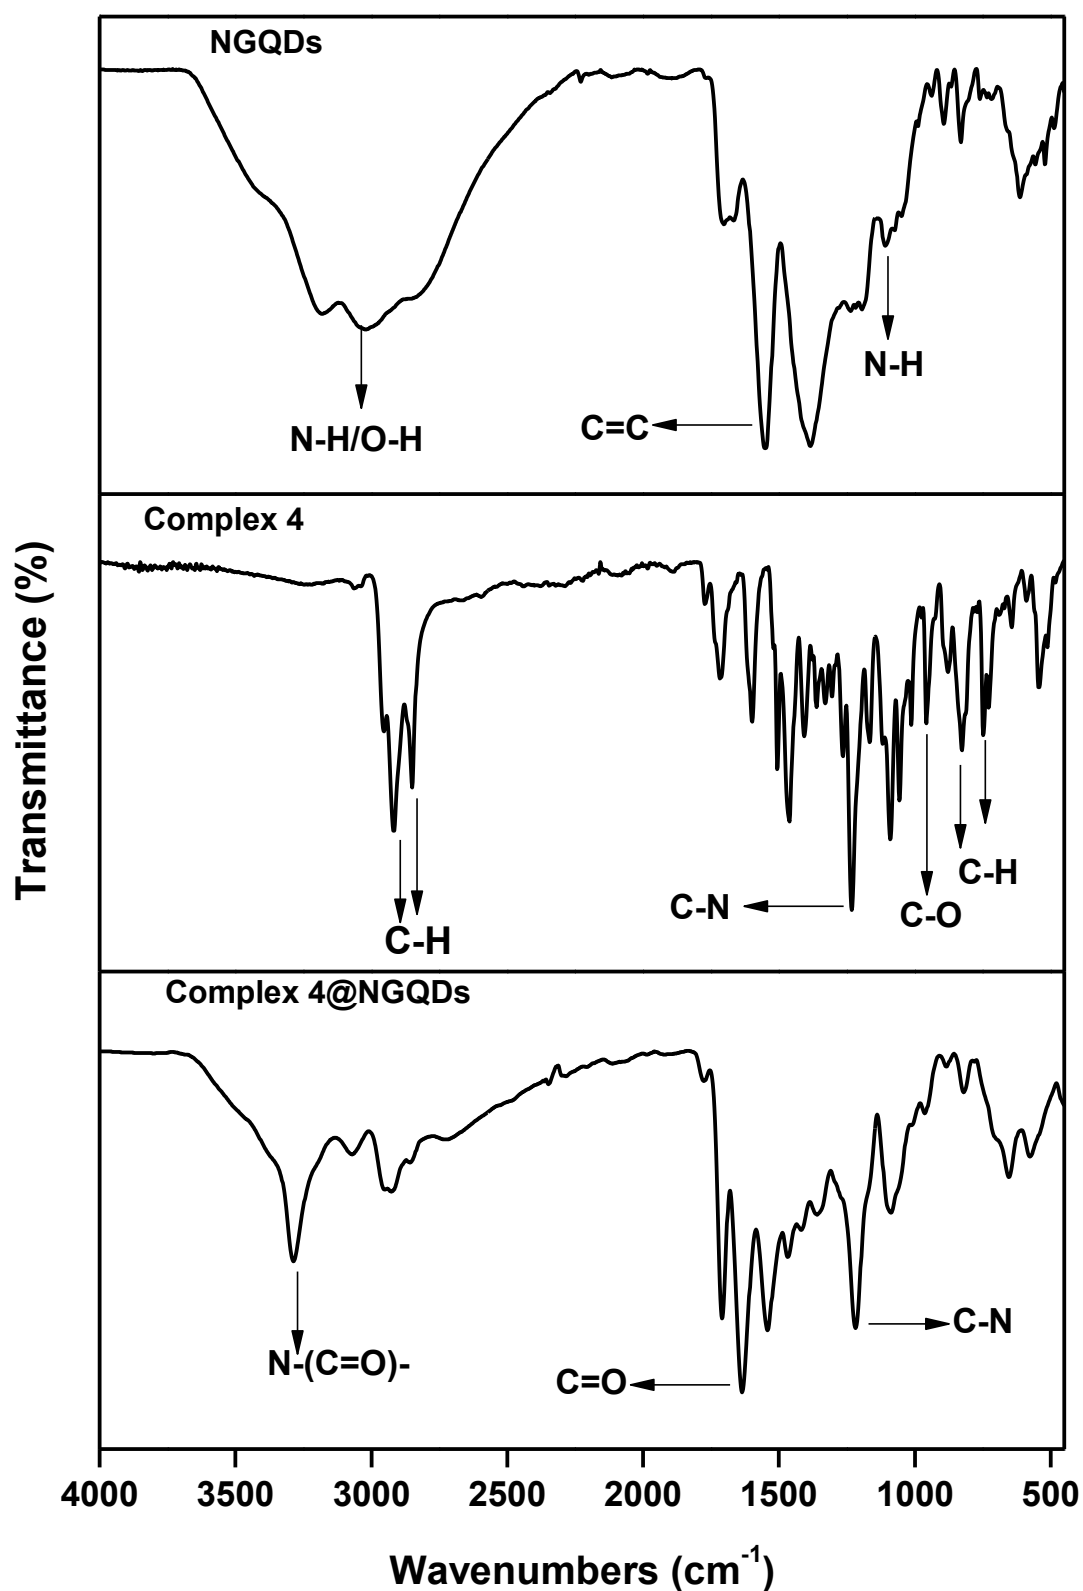 NGQDs
N-H
C=C
N-H/O-H
Complex 4
C-H
C-N
C-O
C-H
Complex 4@NGQDs
C-N
N-(C=O)-
C=O
Transmittance (%)
4000 3500 3000 2500 2000 1500 1000 500
Wavenumbers (cm⁻¹)